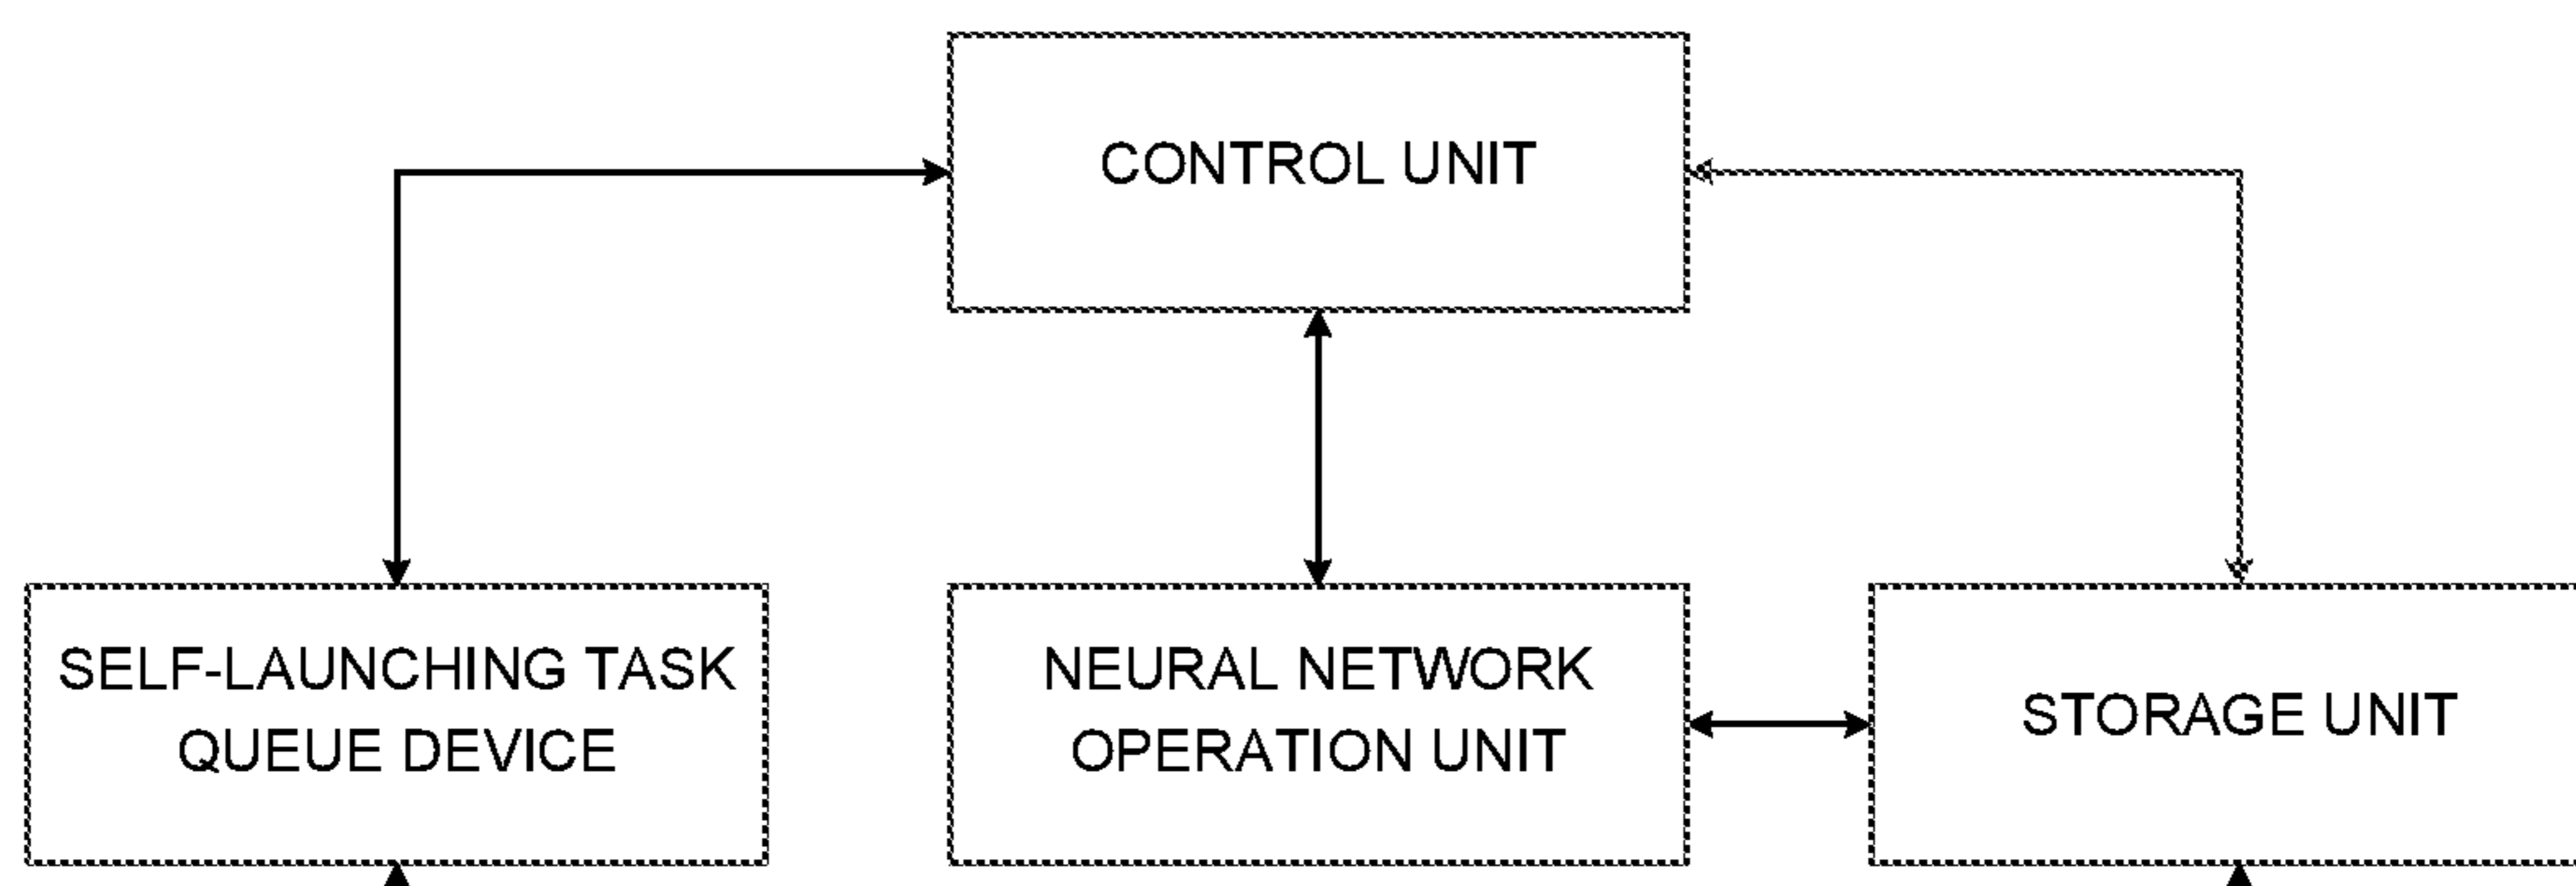 CONTROL UNIT
SELF-LAUNCHING TASK
QUEUE DEVICE
NEURAL NETWORK
OPERATION UNIT
STORAGE UNIT